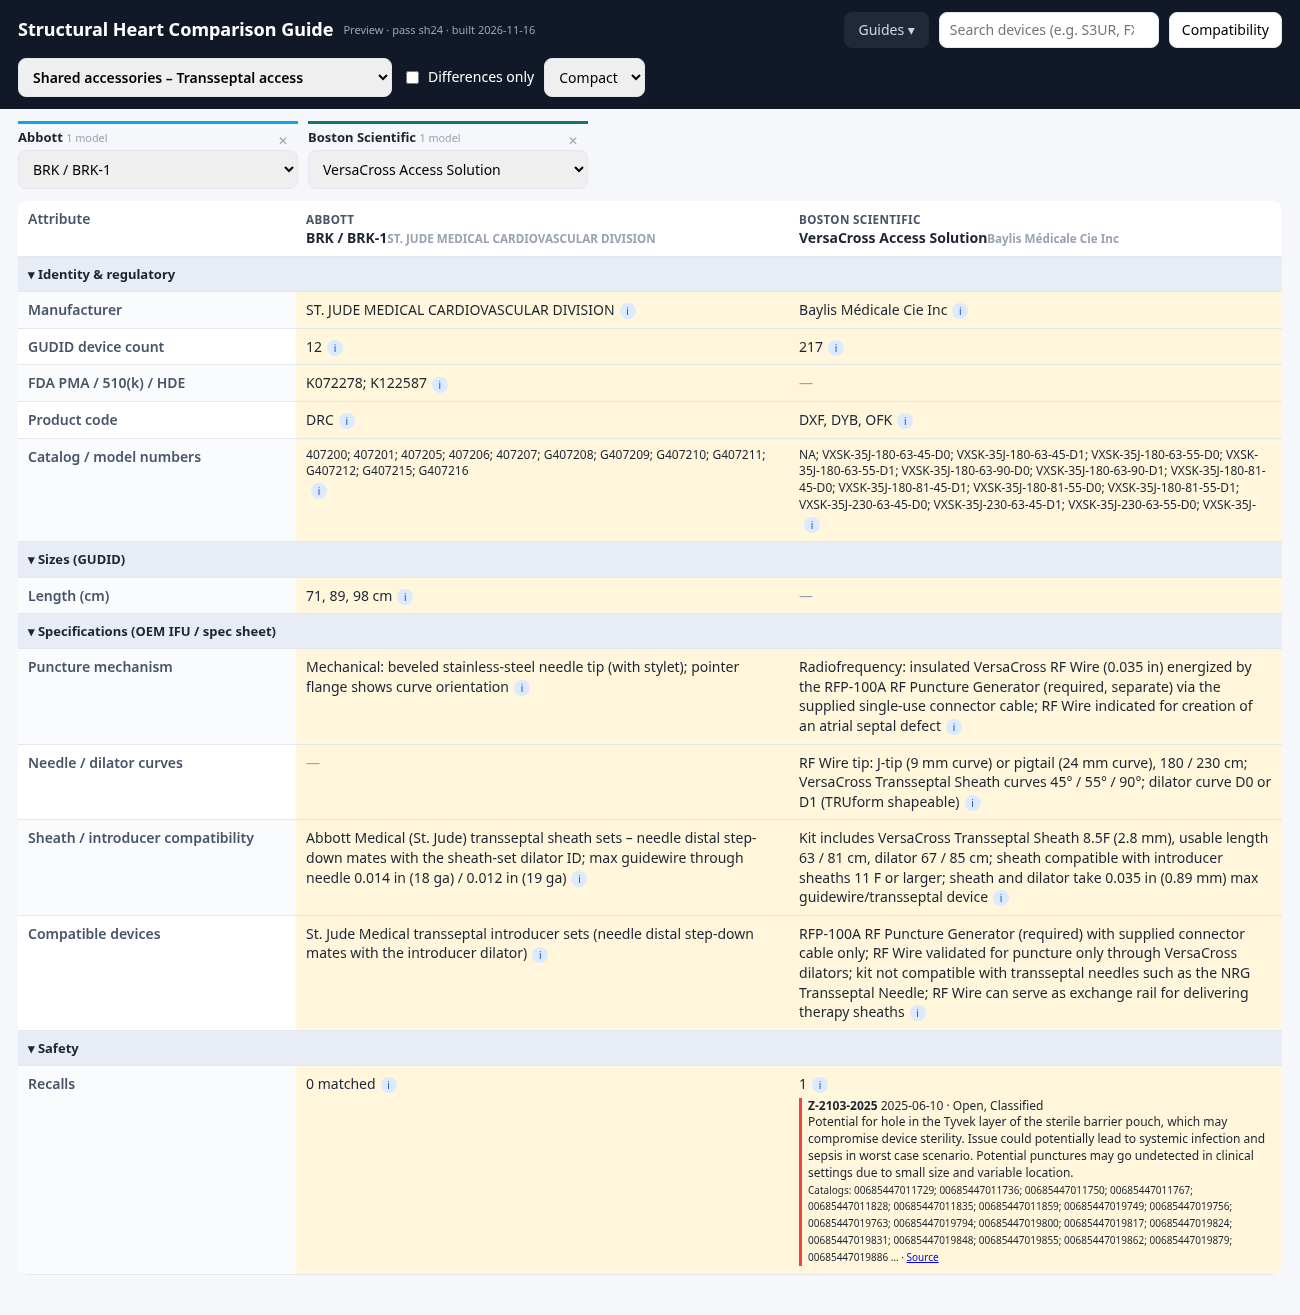 Structural Heart Comparison Guide Preview · pass sh24 · built 2026-11-16
Guides ▾
Search devices (e.g. S3UR, FX
Compatibility
Shared accessories – Transseptal access
Differences only
Compact
Abbott 1 model ×
BRK / BRK-1
Boston Scientific 1 model ×
VersaCross Access Solution
Attribute
ABBOTT
BRK / BRK-1ST. JUDE MEDICAL CARDIOVASCULAR DIVISION
BOSTON SCIENTIFIC
VersaCross Access SolutionBaylis Médicale Cie Inc
▾ Identity & regulatory
Manufacturer
ST. JUDE MEDICAL CARDIOVASCULAR DIVISION i
Baylis Médicale Cie Inc i
GUDID device count
12 i
217 i
FDA PMA / 510(k) / HDE
K072278; K122587 i
—
Product code
DRC i
DXF, DYB, OFK i
Catalog / model numbers
407200; 407201; 407205; 407206; 407207; G407208; G407209; G407210; G407211;
G407212; G407215; G407216
i
NA; VXSK-35J-180-63-45-D0; VXSK-35J-180-63-45-D1; VXSK-35J-180-63-55-D0; VXSK-
35J-180-63-55-D1; VXSK-35J-180-63-90-D0; VXSK-35J-180-63-90-D1; VXSK-35J-180-81-
45-D0; VXSK-35J-180-81-45-D1; VXSK-35J-180-81-55-D0; VXSK-35J-180-81-55-D1;
VXSK-35J-230-63-45-D0; VXSK-35J-230-63-45-D1; VXSK-35J-230-63-55-D0; VXSK-35J-
i
▾ Sizes (GUDID)
Length (cm)
71, 89, 98 cm i
—
▾ Specifications (OEM IFU / spec sheet)
Puncture mechanism
Mechanical: beveled stainless-steel needle tip (with stylet); pointer
flange shows curve orientation i
Radiofrequency: insulated VersaCross RF Wire (0.035 in) energized by
the RFP-100A RF Puncture Generator (required, separate) via the
supplied single-use connector cable; RF Wire indicated for creation of
an atrial septal defect i
Needle / dilator curves
—
RF Wire tip: J-tip (9 mm curve) or pigtail (24 mm curve), 180 / 230 cm;
VersaCross Transseptal Sheath curves 45° / 55° / 90°; dilator curve D0 or
D1 (TRUform shapeable) i
Sheath / introducer compatibility
Abbott Medical (St. Jude) transseptal sheath sets – needle distal step-
down mates with the sheath-set dilator ID; max guidewire through
needle 0.014 in (18 ga) / 0.012 in (19 ga) i
Kit includes VersaCross Transseptal Sheath 8.5F (2.8 mm), usable length
63 / 81 cm, dilator 67 / 85 cm; sheath compatible with introducer
sheaths 11 F or larger; sheath and dilator take 0.035 in (0.89 mm) max
guidewire/transseptal device i
Compatible devices
St. Jude Medical transseptal introducer sets (needle distal step-down
mates with the introducer dilator) i
RFP-100A RF Puncture Generator (required) with supplied connector
cable only; RF Wire validated for puncture only through VersaCross
dilators; kit not compatible with transseptal needles such as the NRG
Transseptal Needle; RF Wire can serve as exchange rail for delivering
therapy sheaths i
▾ Safety
Recalls
0 matched i
1 i
Z-2103-2025 2025-06-10 · Open, Classified
Potential for hole in the Tyvek layer of the sterile barrier pouch, which may
compromise device sterility. Issue could potentially lead to systemic infection and
sepsis in worst case scenario. Potential punctures may go undetected in clinical
settings due to small size and variable location.
Catalogs: 00685447011729; 00685447011736; 00685447011750; 00685447011767;
00685447011828; 00685447011835; 00685447011859; 00685447019749; 00685447019756;
00685447019763; 00685447019794; 00685447019800; 00685447019817; 00685447019824;
00685447019831; 00685447019848; 00685447019855; 00685447019862; 00685447019879;
00685447019886 ... · Source